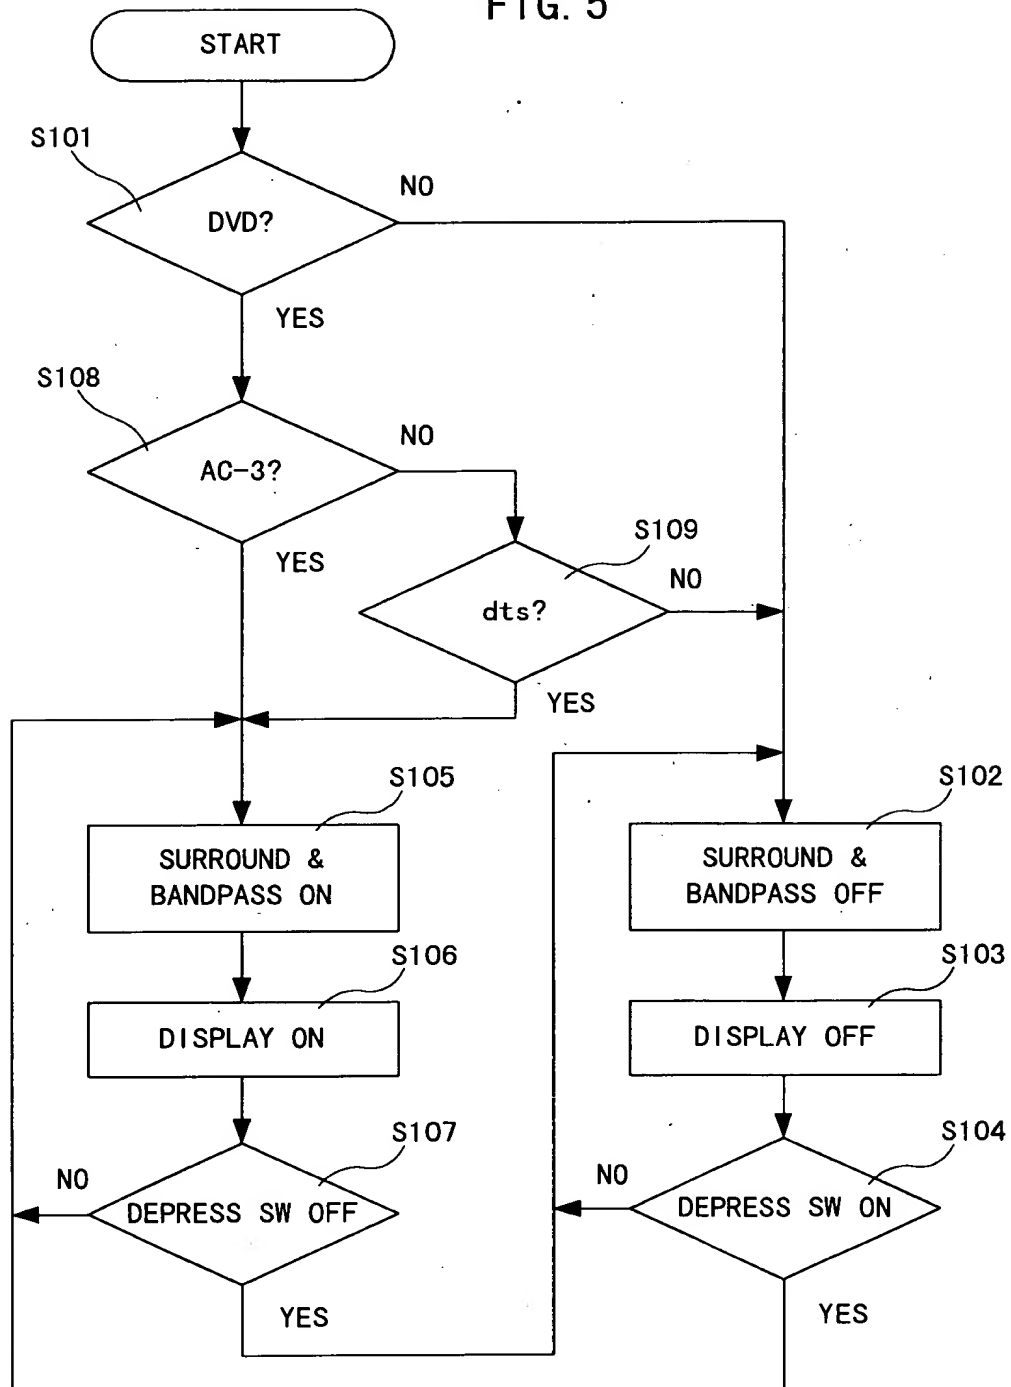 FIG. 5
START
S101
DVD?
NO
YES
S108
AC-3?
NO
YES
S109
dts?
NO
YES
S105
SURROUND &
BANDPASS ON
S102
SURROUND &
BANDPASS OFF
S106
DISPLAY ON
S103
DISPLAY OFF
S107
DEPRESS SW OFF
NO
YES
S104
DEPRESS SW ON
NO
YES